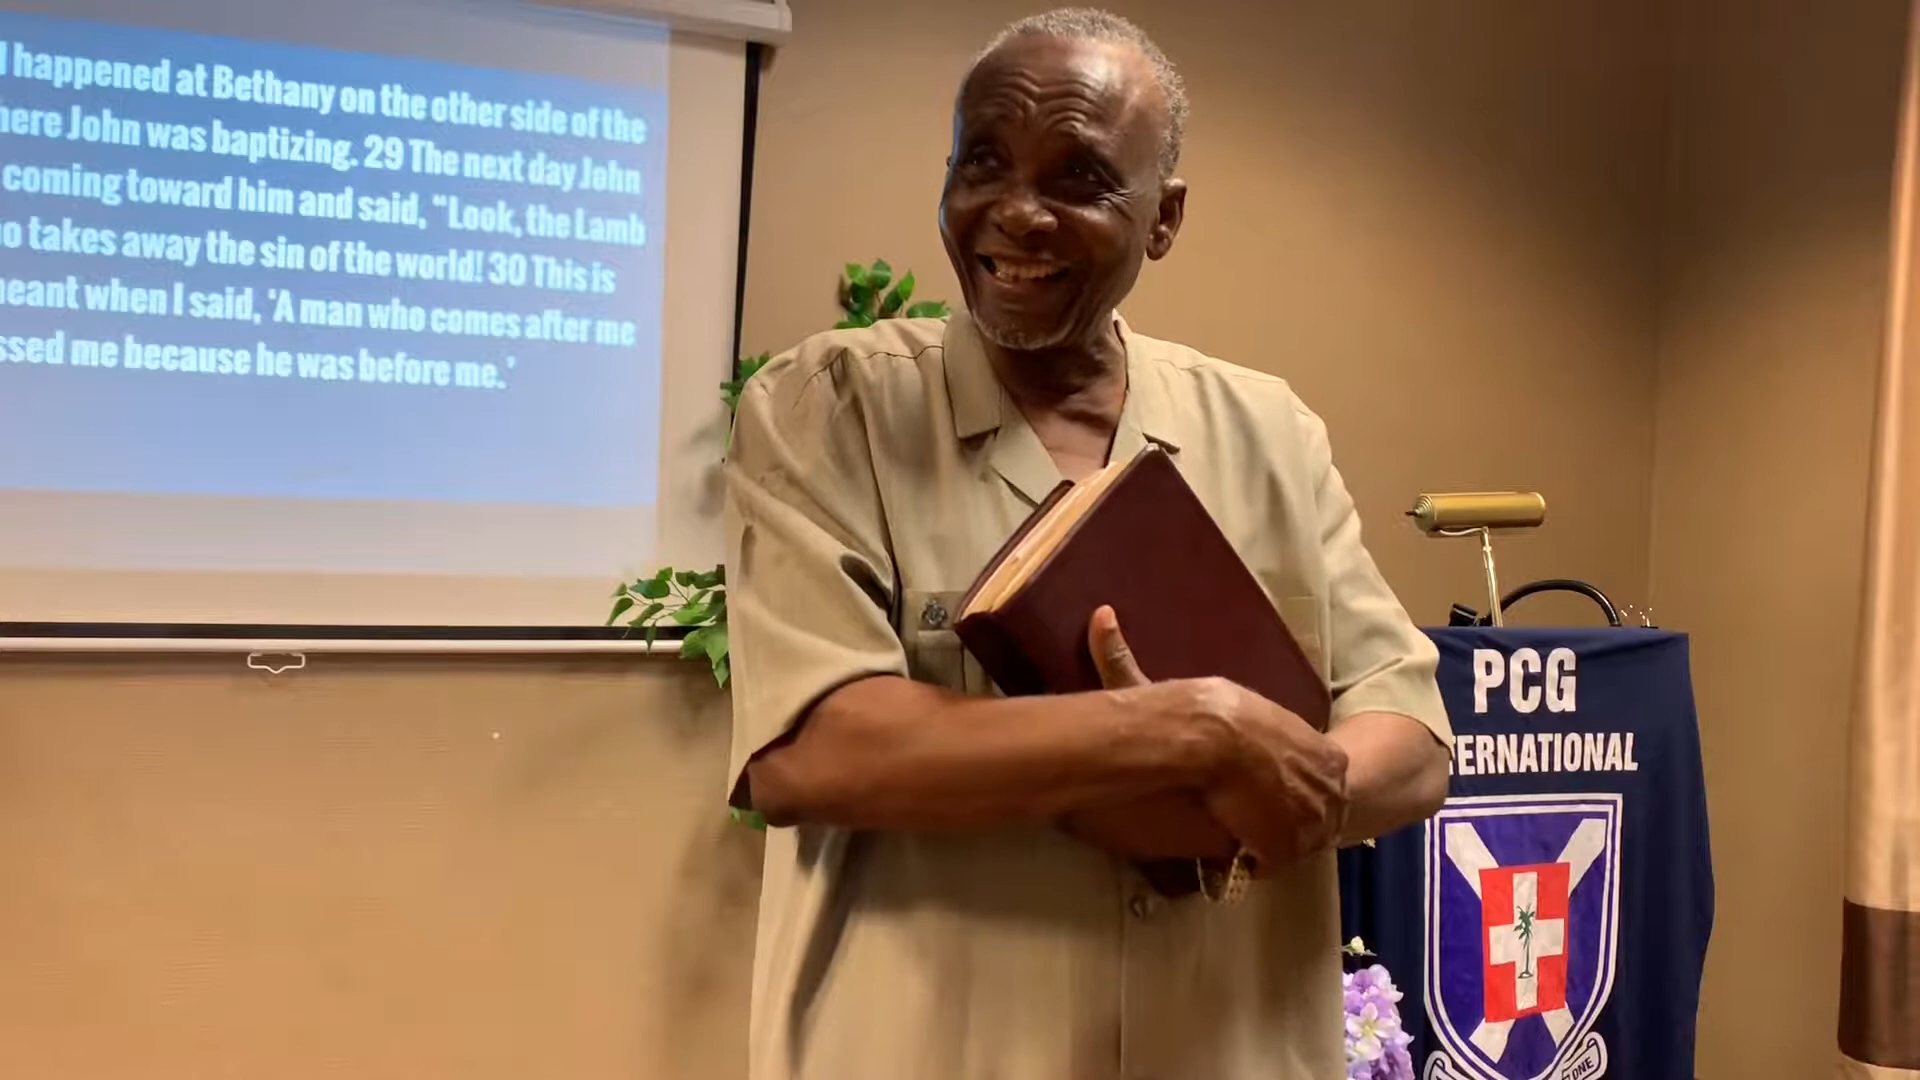 happened at Bethany on the other side of the
here John was baptizing. 29 The next day John
coming toward him and said, “Look, the Lamb
takes away the sin of the world! 30 This is
meant when I said, ‘A man who comes after me
ssed me because he was before me.’
PCG
TERNATIONAL
ONE